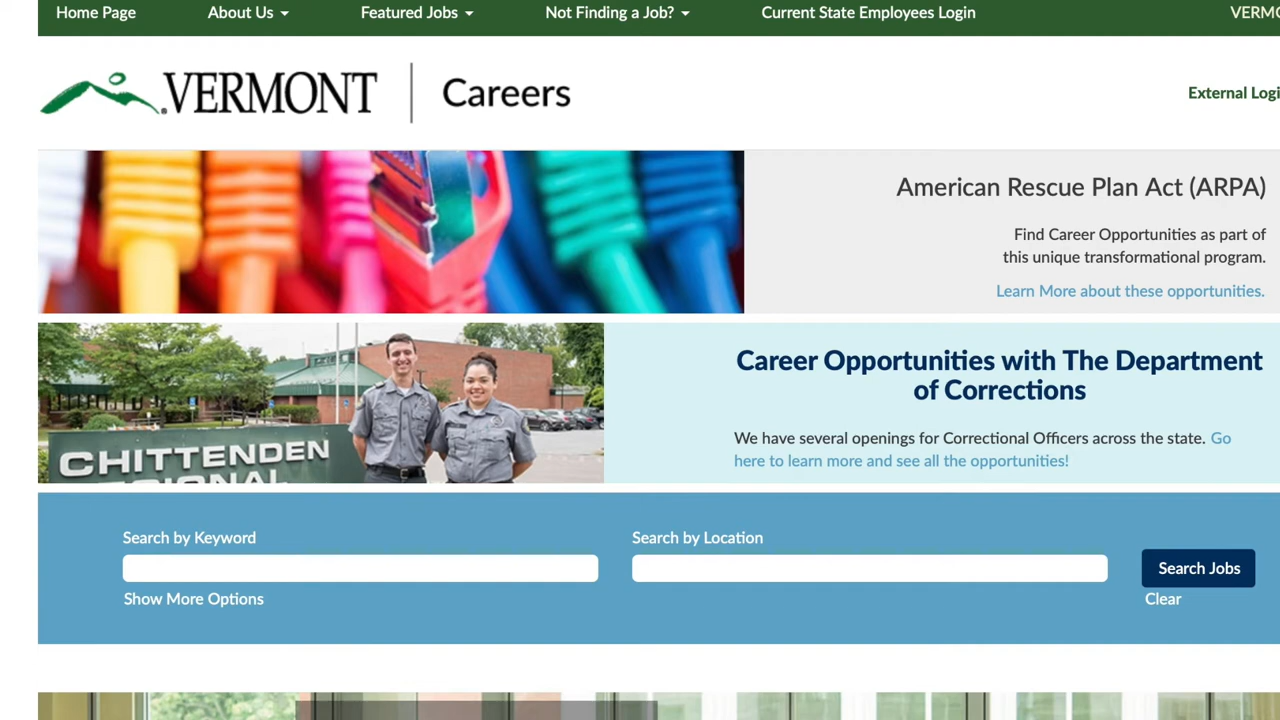 Home Page About Us Featured Jobs Not Finding a Job? Current State Employees Login
VERMONT Careers
American Rescue Plan Act (ARPA)
Find Career Opportunities as part of
this unique transformational program.
Learn More about these opportunities.
Career Opportunities with The Department
of Corrections
We have several openings for Correctional Officers across the state. Go
here to learn more and see all the opportunities!
CHITTENDEN
REGIONAL
Search by Keyword Search by Location
Search Jobs
Show More Options Clear